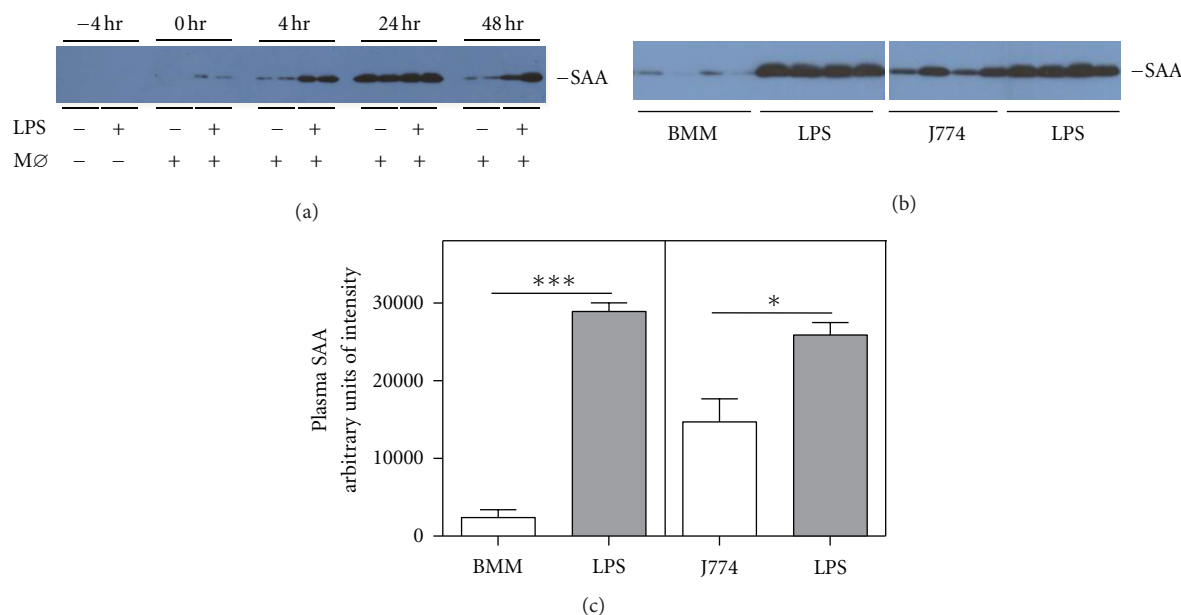 −4 hr 0 hr 4 hr 24 hr 48 hr
−SAA
LPS − + − + − + − + − +
MØ − − + + + + + + + +
(a)
−SAA
BMM LPS J774 LPS
(b)
Plasma SAA
arbitrary units of intensity
30000
20000
10000
0
*** *
BMM LPS J774 LPS
(c)